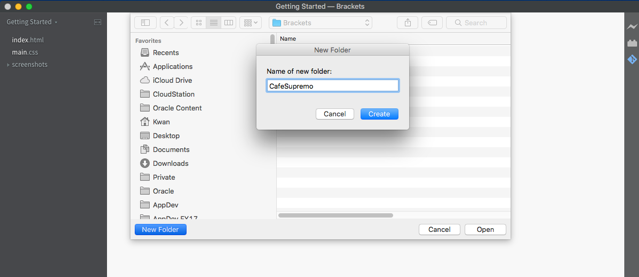 Getting Started — Brackets
Getting Started
index.html
main.css
screenshots
Brackets
Search
Favorites
Recents
Applications
iCloud Drive
CloudStation
Oracle Content
Kwan
Desktop
Documents
Downloads
Private
Oracle
AppDev
AppDev FY17
Name
New Folder
Name of new folder:
CafeSupremo
Cancel
Create
New Folder
Cancel
Open